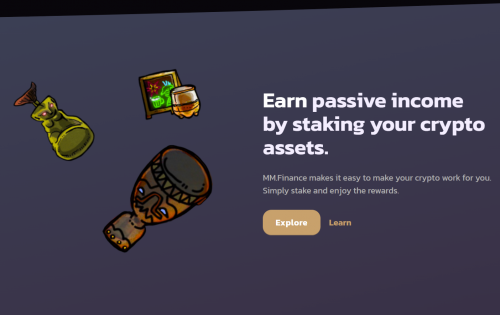 Earn passive income
by staking your crypto
assets.
MM.Finance makes it easy to make your crypto work for you.
Simply stake and enjoy the rewards.
Explore
Learn